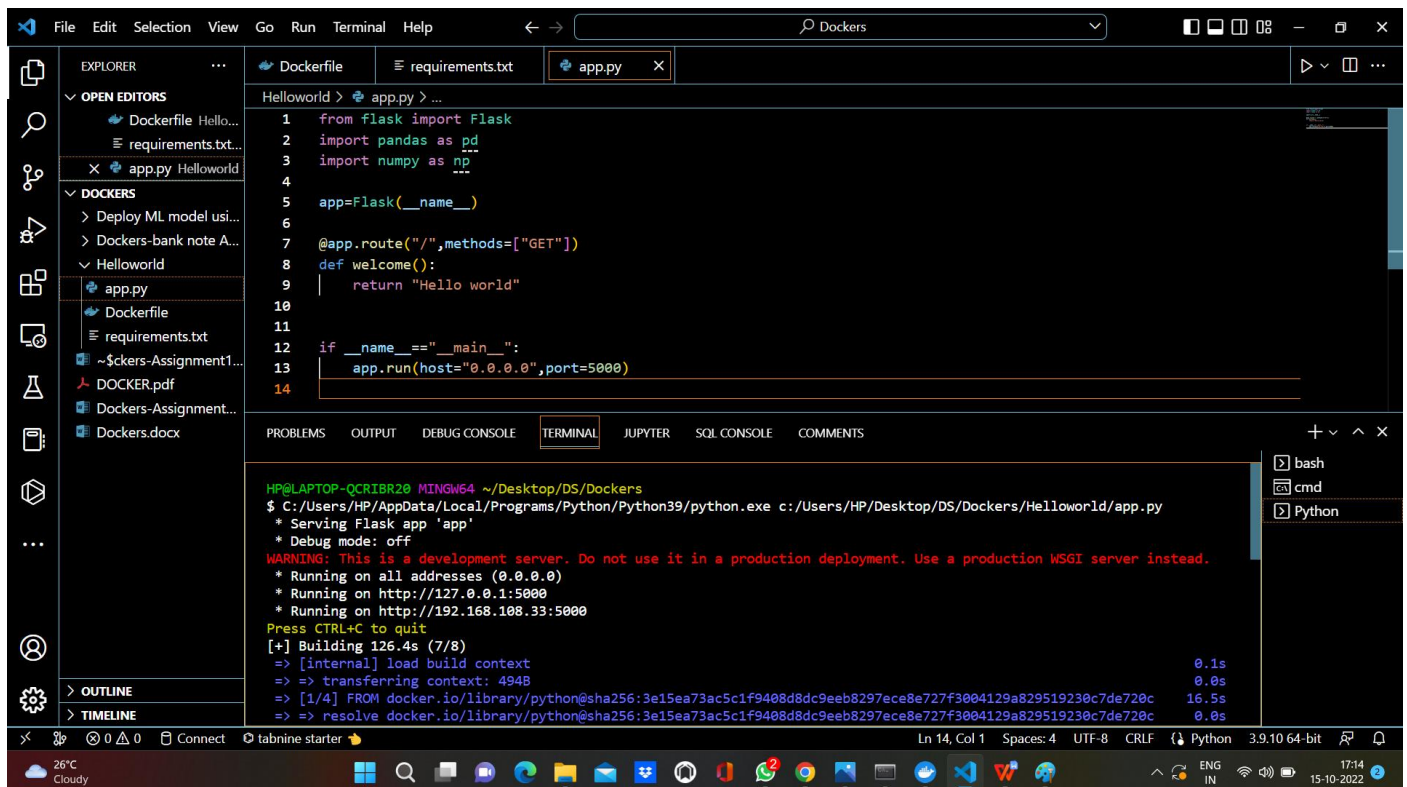 File Edit Selection View Go Run Terminal Help
Dockers
EXPLORER
OPEN EDITORS
Dockerfile Hello...
requirements.txt...
app.py Helloworld
DOCKERS
Deploy ML model usi...
Dockers-bank note A...
Helloworld
app.py
Dockerfile
requirements.txt
~$ckers-Assignment1...
DOCKER.pdf
Dockers-Assignment...
Dockers.docx
OUTLINE
TIMELINE
Dockerfile requirements.txt app.py
Helloworld > app.py > ...
1 from flask import Flask
2 import pandas as pd
3 import numpy as np
4
5 app=Flask(__name__)
6
7 @app.route("/",methods=["GET"])
8 def welcome():
9     return "Hello world"
10
11
12 if __name__=="__main__":
13     app.run(host="0.0.0.0",port=5000)
14
PROBLEMS OUTPUT DEBUG CONSOLE TERMINAL JUPYTER SQL CONSOLE COMMENTS
HP@LAPTOP-QCRIBR20 MINGW64 ~/Desktop/DS/Dockers
$ C:/Users/HP/AppData/Local/Programs/Python/Python39/python.exe c:/Users/HP/Desktop/DS/Dockers/Helloworld/app.py
* Serving Flask app 'app'
* Debug mode: off
WARNING: This is a development server. Do not use it in a production deployment. Use a production WSGI server instead.
* Running on all addresses (0.0.0.0)
* Running on http://127.0.0.1:5000
* Running on http://192.168.108.33:5000
Press CTRL+C to quit
[+] Building 126.4s (7/8)
=> [internal] load build context 0.1s
=> => transferring context: 494B 0.0s
=> [1/4] FROM docker.io/library/python@sha256:3e15ea73ac5c1f9408d8dc9eeb8297ece8e727f3004129a829519230c7de720c 16.5s
=> => resolve docker.io/library/python@sha256:3e15ea73ac5c1f9408d8dc9eeb8297ece8e727f3004129a829519230c7de720c 0.0s
bash
cmd
Python
0 0 Connect tabnine starter Ln 14, Col 1 Spaces: 4 UTF-8 CRLF Python 3.9.10 64-bit
26°C
Cloudy
2
ENG
IN
17:14
15-10-2022
2